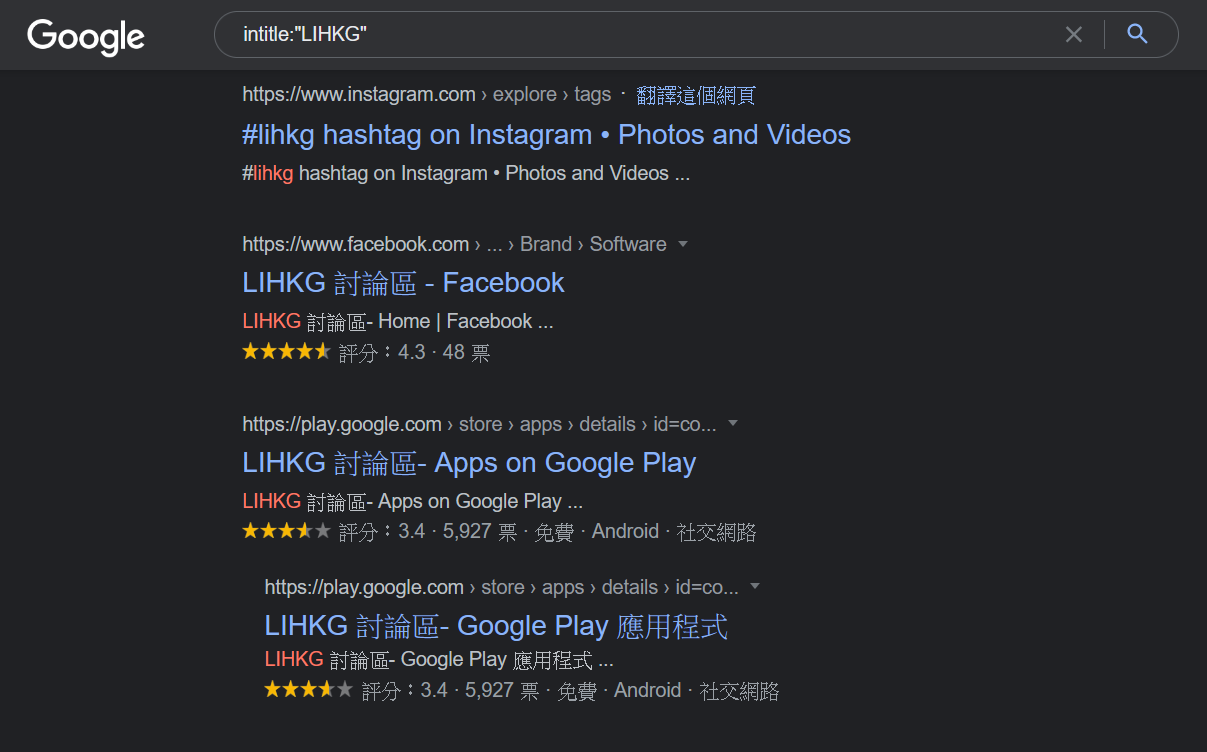 Google
intitle:"LIHKG"
https://www.instagram.com › explore › tags · 翻譯這個網頁
#lihkg hashtag on Instagram • Photos and Videos
#lihkg hashtag on Instagram • Photos and Videos ...
https://www.facebook.com › ... › Brand › Software
LIHKG 討論區 - Facebook
LIHKG 討論區- Home | Facebook ...
評分：4.3 · 48 票
https://play.google.com › store › apps › details › id=co...
LIHKG 討論區- Apps on Google Play
LIHKG 討論區- Apps on Google Play ...
評分：3.4 · 5,927 票 · 免費 · Android · 社交網路
https://play.google.com › store › apps › details › id=co...
LIHKG 討論區- Google Play 應用程式
LIHKG 討論區- Google Play 應用程式 ...
評分：3.4 · 5,927 票 · 免費 · Android · 社交網路